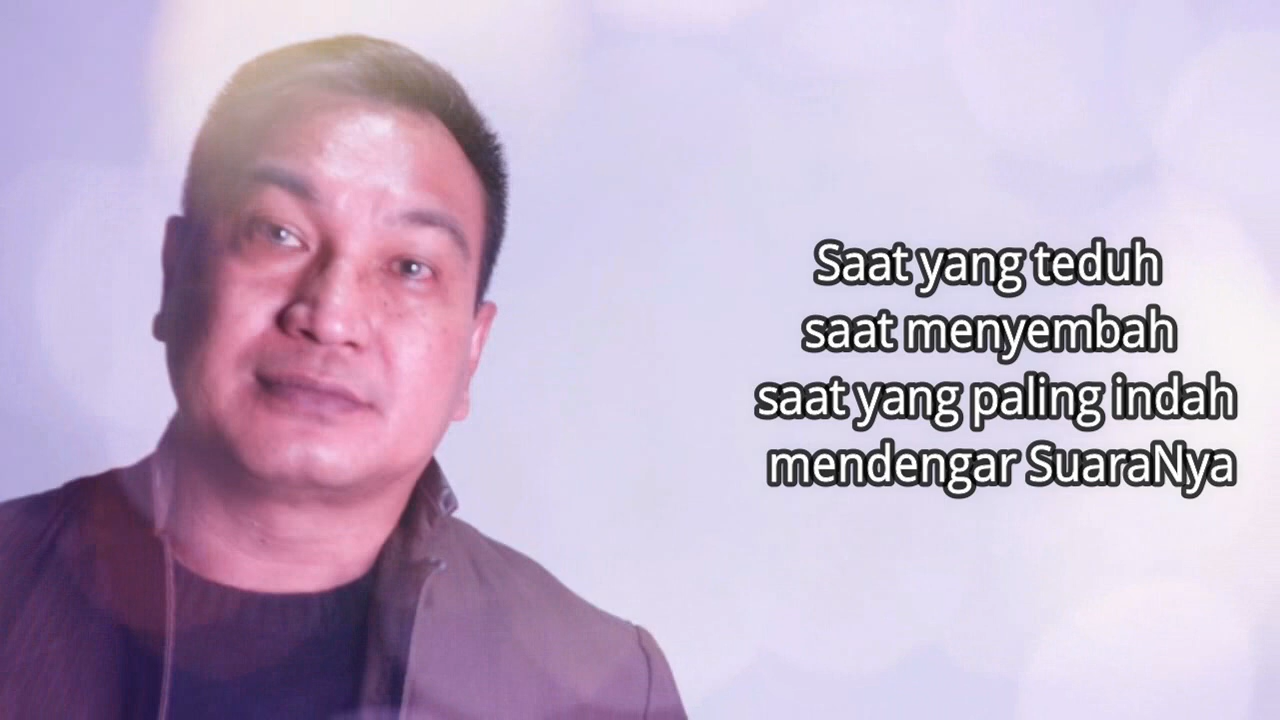 Saat yang teduh
saat menyembah
saat yang paling indah
mendengar SuaraNya